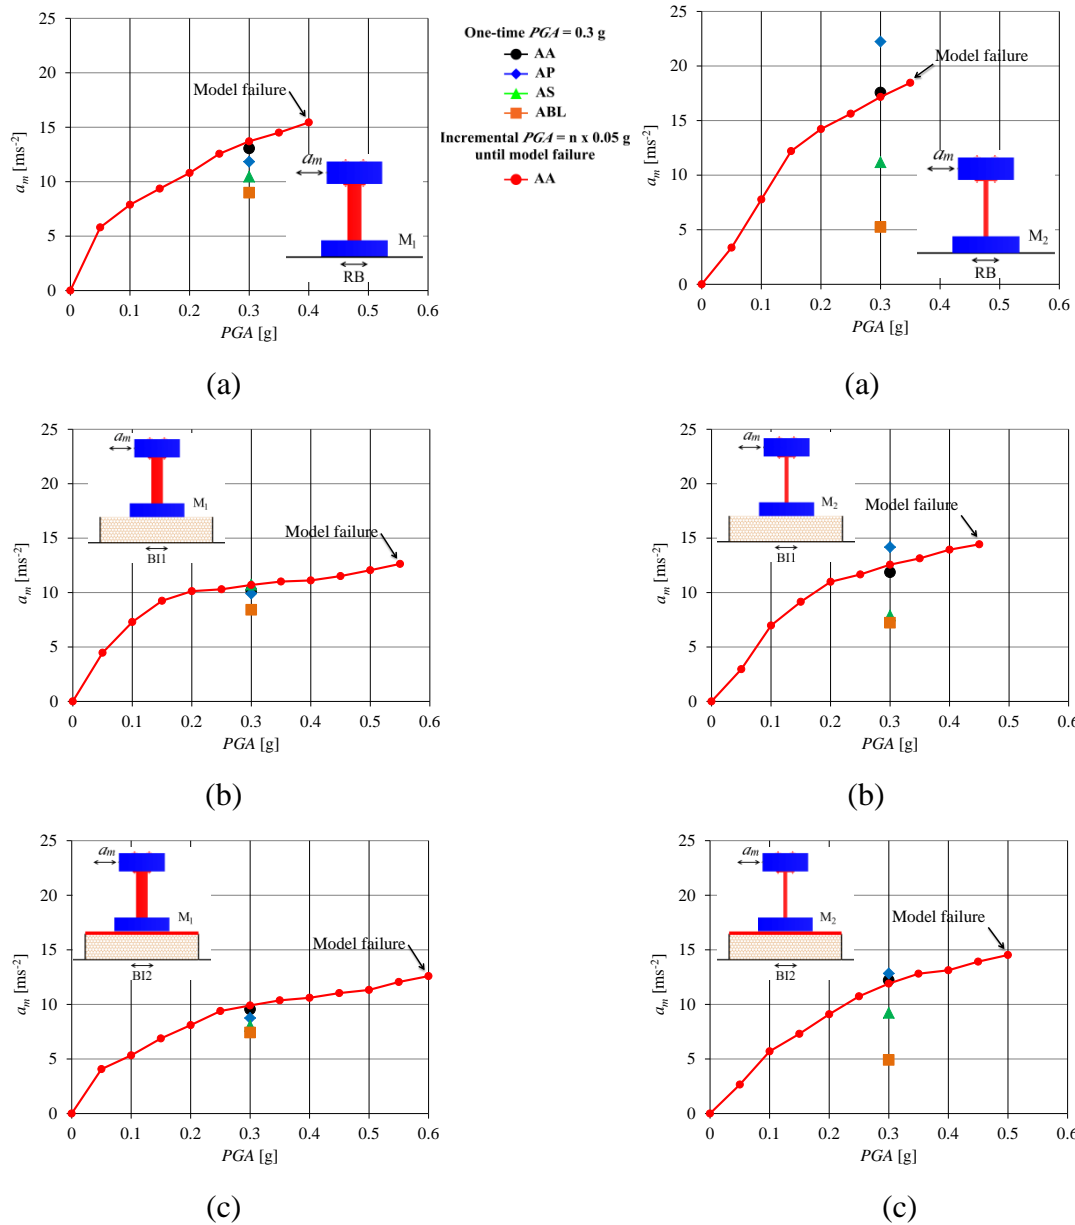 25
20
15
10
5
0
a_m [ms⁻²]
Model failure
a_m
M₁
RB
0 0.1 0.2 0.3 0.4 0.5 0.6
PGA [g]
(a)
One-time PGA = 0.3 g
AA
AP
AS
ABL
Incremental PGA = n x 0.05 g
until model failure
AA
25
20
15
10
5
0
a_m [ms⁻²]
Model failure
a_m
M₂
RB
0 0.1 0.2 0.3 0.4 0.5 0.6
PGA [g]
(a)
25
20
15
10
5
0
a_m [ms⁻²]
a_m
M₁
BI1
Model failure
0 0.1 0.2 0.3 0.4 0.5 0.6
PGA [g]
(b)
25
20
15
10
5
0
a_m [ms⁻²]
a_m
M₂
BI1
Model failure
0 0.1 0.2 0.3 0.4 0.5 0.6
PGA [g]
(b)
25
20
15
10
5
0
a_m [ms⁻²]
a_m
M₁
BI2
Model failure
0 0.1 0.2 0.3 0.4 0.5 0.6
PGA [g]
(c)
25
20
15
10
5
0
a_m [ms⁻²]
a_m
M₂
BI2
Model failure
0 0.1 0.2 0.3 0.4 0.5 0.6
PGA [g]
(c)